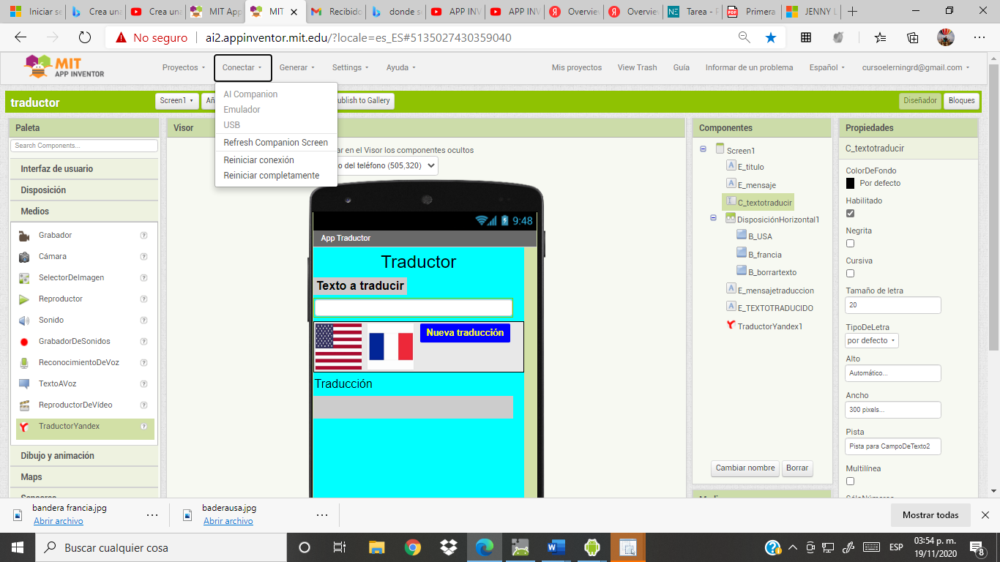 Iniciar se
Crea una
Crea una
MIT App
MIT
Recibido
donde se
APP INV
APP INV
Overview
Overview
Tarea - F
Primera
JENNY L
No seguro
ai2.appinventor.mit.edu/?locale=es_ES#5135027430359040
MIT
APP INVENTOR
Proyectos
Conectar
Generar
Settings
Ayuda
Mis proyectos
View Trash
Guía
Informar de un problema
Español
cursoelerningrd@gmail.com
traductor
Screen1
Añ
ublish to Gallery
Diseñador
Bloques
AI Companion
Emulador
USB
Refresh Companion Screen
Reiniciar conexión
Reiniciar completamente
Paleta
Search Components...
Interfaz de usuario
Disposición
Medios
Grabador
Cámara
SelectorDeImagen
Reproductor
Sonido
GrabadorDeSonidos
ReconocimientoDeVoz
TextoAVoz
ReproductorDeVídeo
TraductorYandex
Dibujo y animación
Maps
Sensores
Visor
ar en el Visor los componentes ocultos
o del teléfono (505,320)
9:48
App Traductor
Traductor
Texto a traducir
Nueva traducción
Traducción
Componentes
Screen1
E_titulo
E_mensaje
C_textotraducir
DisposiciónHorizontal1
B_USA
B_francia
B_borrartexto
E_mensajetraduccion
E_TEXTOTRADUCIDO
TraductorYandex1
Cambiar nombre
Borrar
Propiedades
C_textotraducir
ColorDeFondo
Por defecto
Habilitado
Negrita
Cursiva
Tamaño de letra
20
TipoDeLetra
por defecto
Alto
Automático...
Ancho
300 pixels...
Pista
Pista para CampoDeTexto2
Multilínea
SóloNúmeros
bandera francia.jpg
Abrir archivo
baderausa.jpg
Abrir archivo
Mostrar todas
Buscar cualquier cosa
ESP
03:54 p. m.
19/11/2020
8